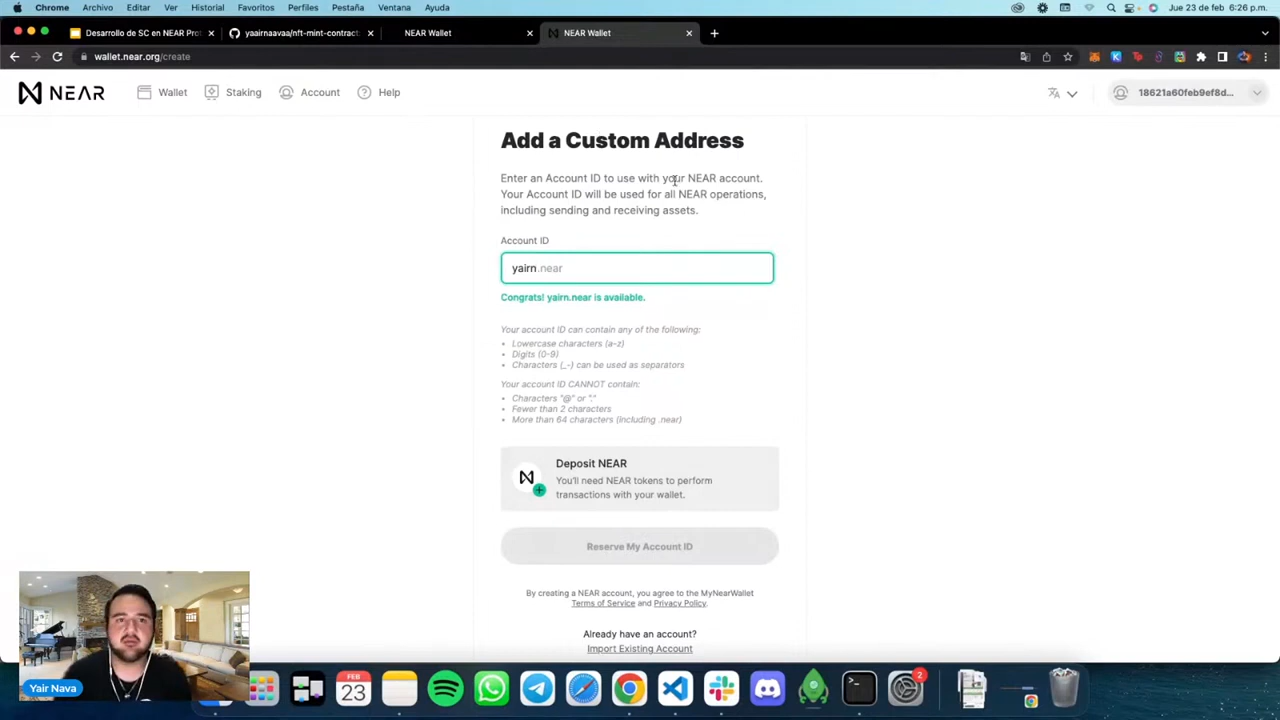 Chrome Archivo Editar Ver Historial Favoritos Perfiles Pestaña Ventana Ayuda
Jue 23 de feb 6:26 p.m.
Desarrollo de SC en NEAR Pro
yaairnaavaa/nft-mint-contract
NEAR Wallet
NEAR Wallet
wallet.near.org/create
NEAR
Wallet
Staking
Account
Help
18621a60feb9ef8d...
Add a Custom Address
Enter an Account ID to use with your NEAR account.
Your Account ID will be used for all NEAR operations,
including sending and receiving assets.
Account ID
yairn.near
Congrats! yairn.near is available.
Your account ID can contain any of the following:
• Lowercase characters (a-z)
• Digits (0-9)
• Characters (_-) can be used as separators
Your account ID CANNOT contain:
• Characters "@" or "."
• Fewer than 2 characters
• More than 64 characters (including .near)
Deposit NEAR
You'll need NEAR tokens to perform
transactions with your wallet.
Reserve My Account ID
By creating a NEAR account, you agree to the MyNearWallet
Terms of Service and Privacy Policy.
Already have an account?
Import Existing Account
Yair Nava
FEB
23
2